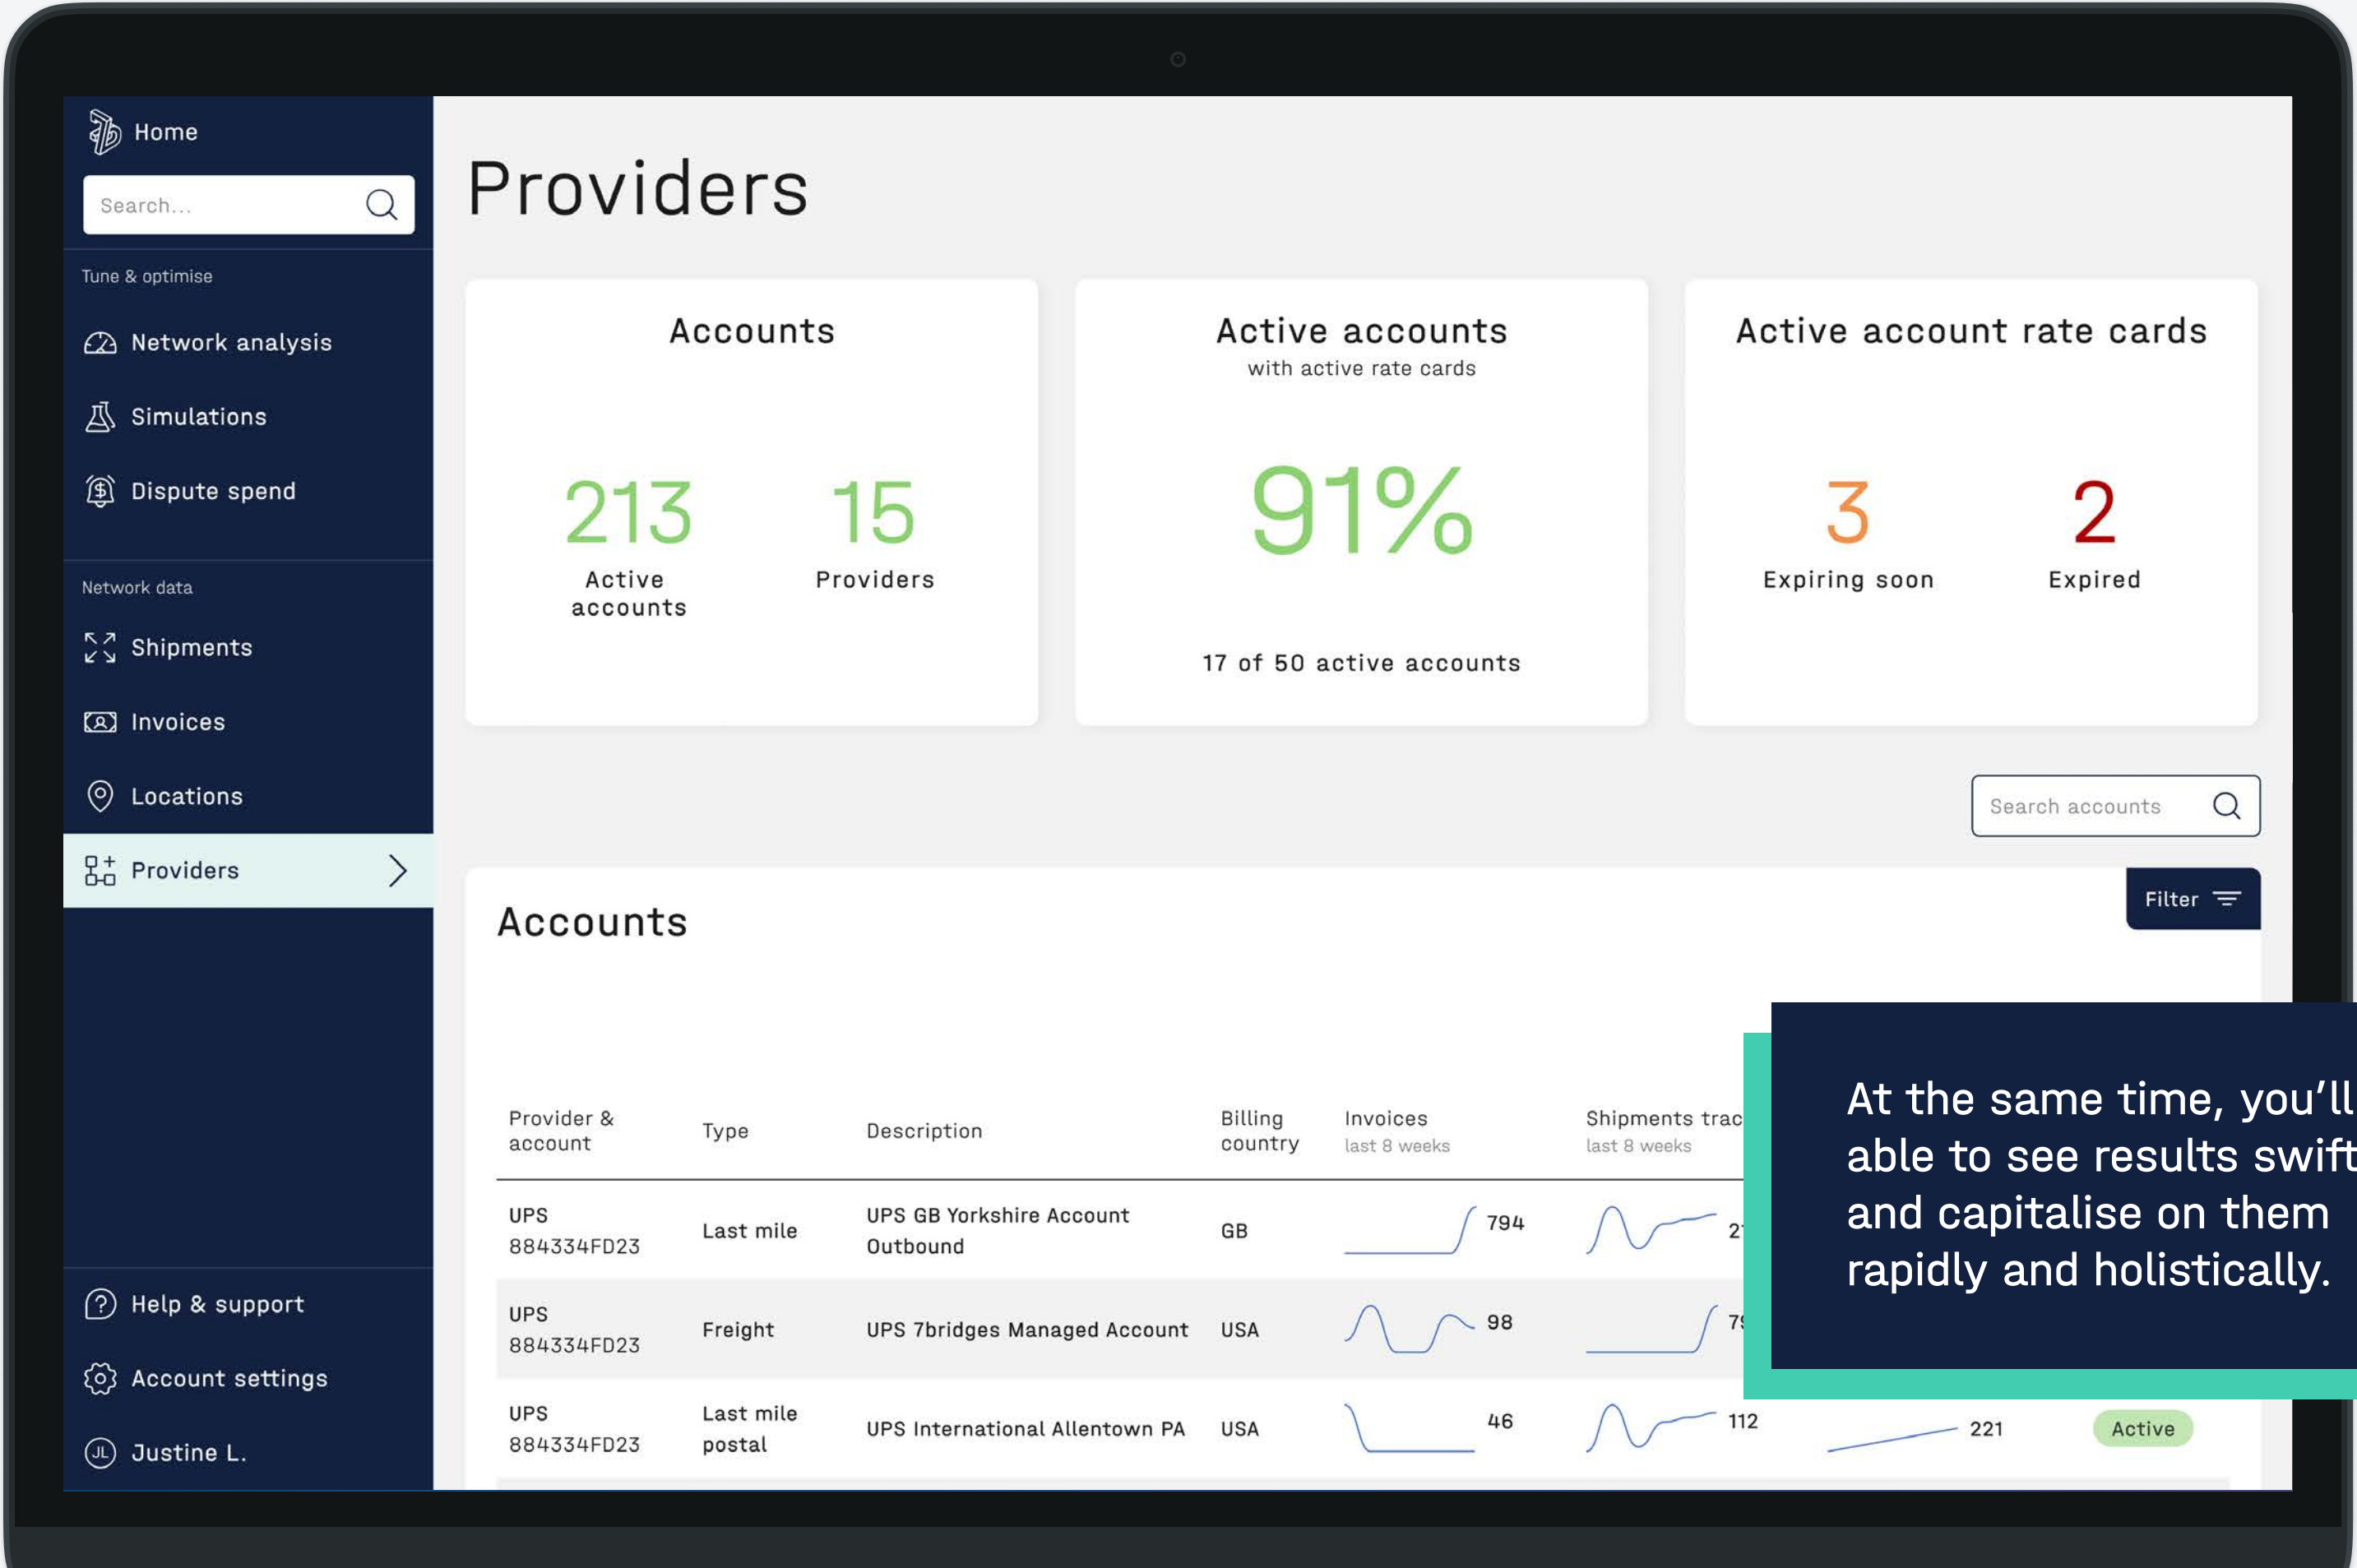 Home
Search...
Tune & optimise
Network analysis
Simulations
Dispute spend
Network data
Shipments
Invoices
Locations
Providers
Help & support
Account settings
JL Justine L.
Providers
Accounts
213
Active
accounts
15
Providers
Active accounts
with active rate cards
91%
17 of 50 active accounts
Active account rate cards
3
Expiring soon
2
Expired
Search accounts
Filter
Accounts
Provider &
account
Type
Description
Billing
country
Invoices
last 8 weeks
Shipments
last 8 weeks
UPS
884334FD23
Last mile
UPS GB Yorkshire Account
Outbound
GB
794
UPS
884334FD23
Freight
UPS 7bridges Managed Account
USA
98
UPS
884334FD23
Last mile
postal
UPS International Allentown PA
USA
46
112
221
Active
At the same time, you'll
able to see results
and capitalise on them
rapidly and holistically.